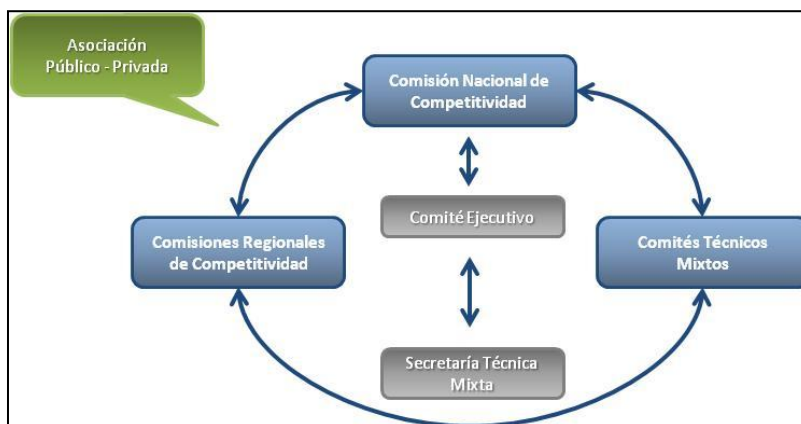 Asociación
Público - Privada
Comisión Nacional de
Competitividad
Comité Ejecutivo
Comisiones Regionales
de Competitividad
Comités Técnicos
Mixtos
Secretaría Técnica
Mixta